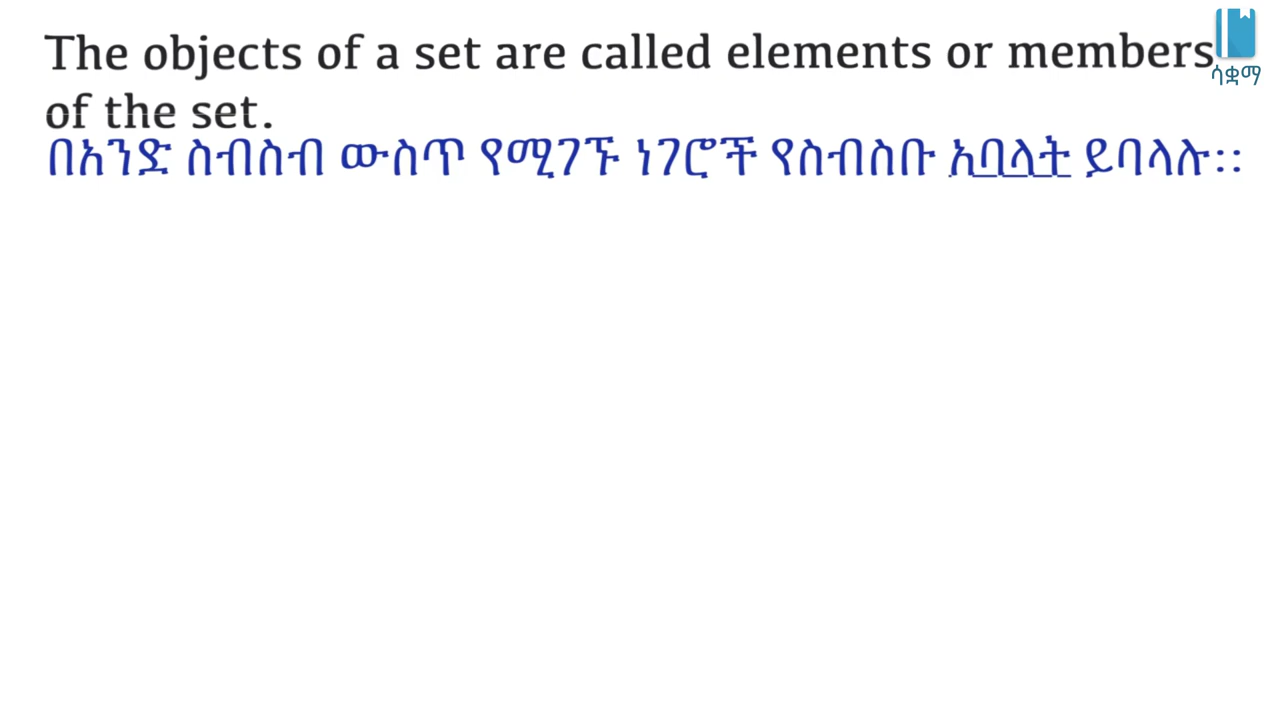 The objects of a set are called elements or members
of the set.
በአንድ ስብስብ ውስጥ የሚገኙ ነገሮች የስብስቡ አባላት ይባላሉ::
ሳቋማ